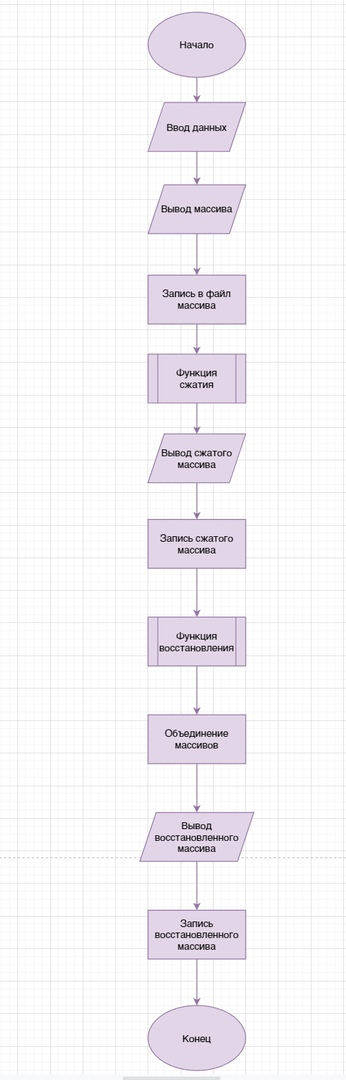 Начало
Ввод данных
Вывод массива
Запись в файл
массива
Функция
сжатия
Вывод сжатого
массива
Запись сжатого
массива
Функция
восстановления
Объединение
массивов
Вывод
восстановленного
массива
Запись
восстановленного
массива
Конец